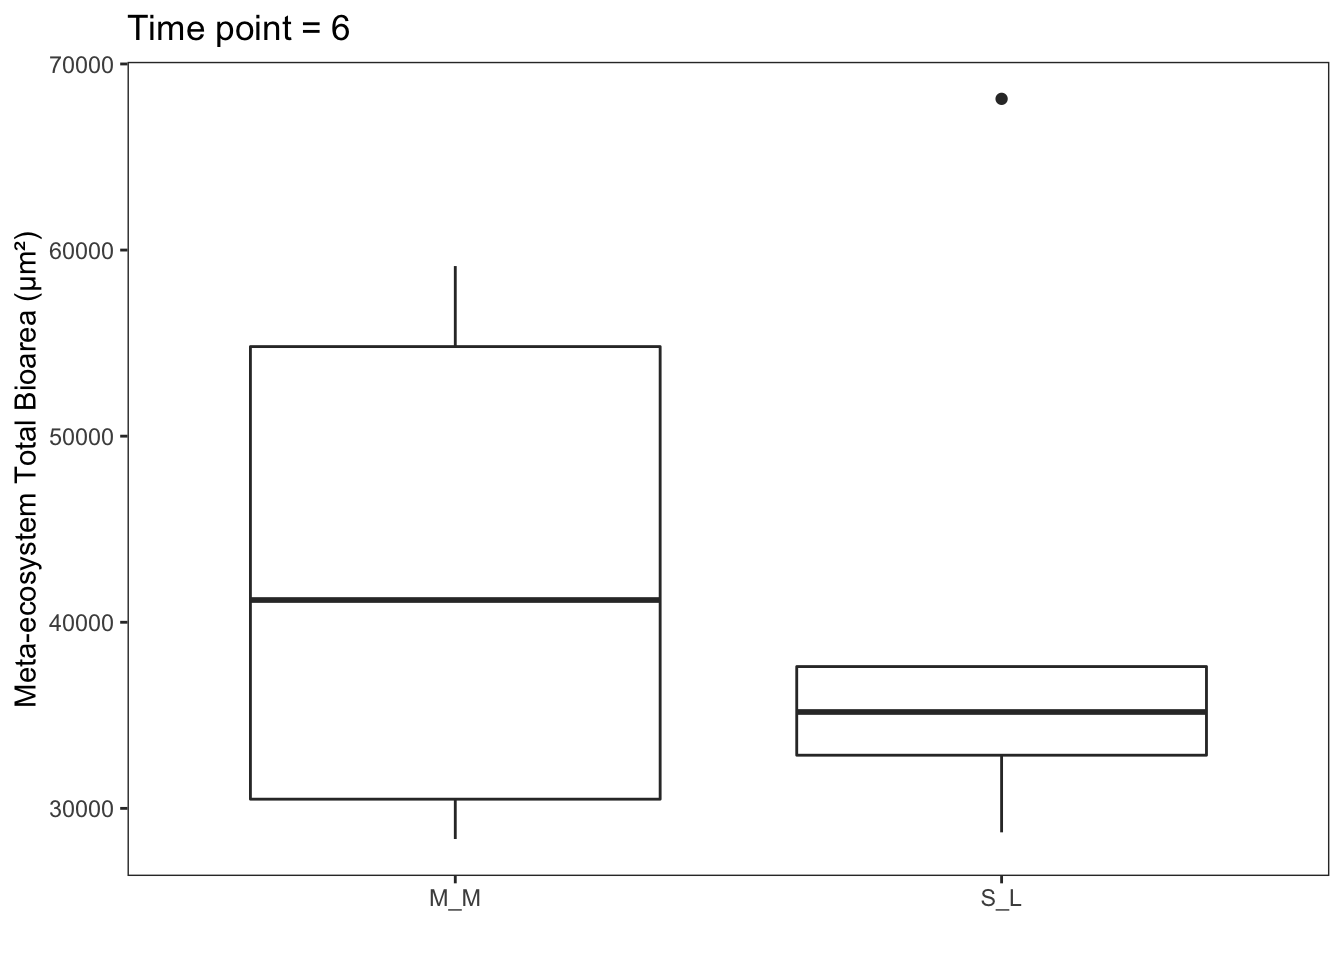 Time point = 6
Meta-ecosystem Total Bioarea (µm²)
70000
60000
50000
40000
30000
M_M
S_L